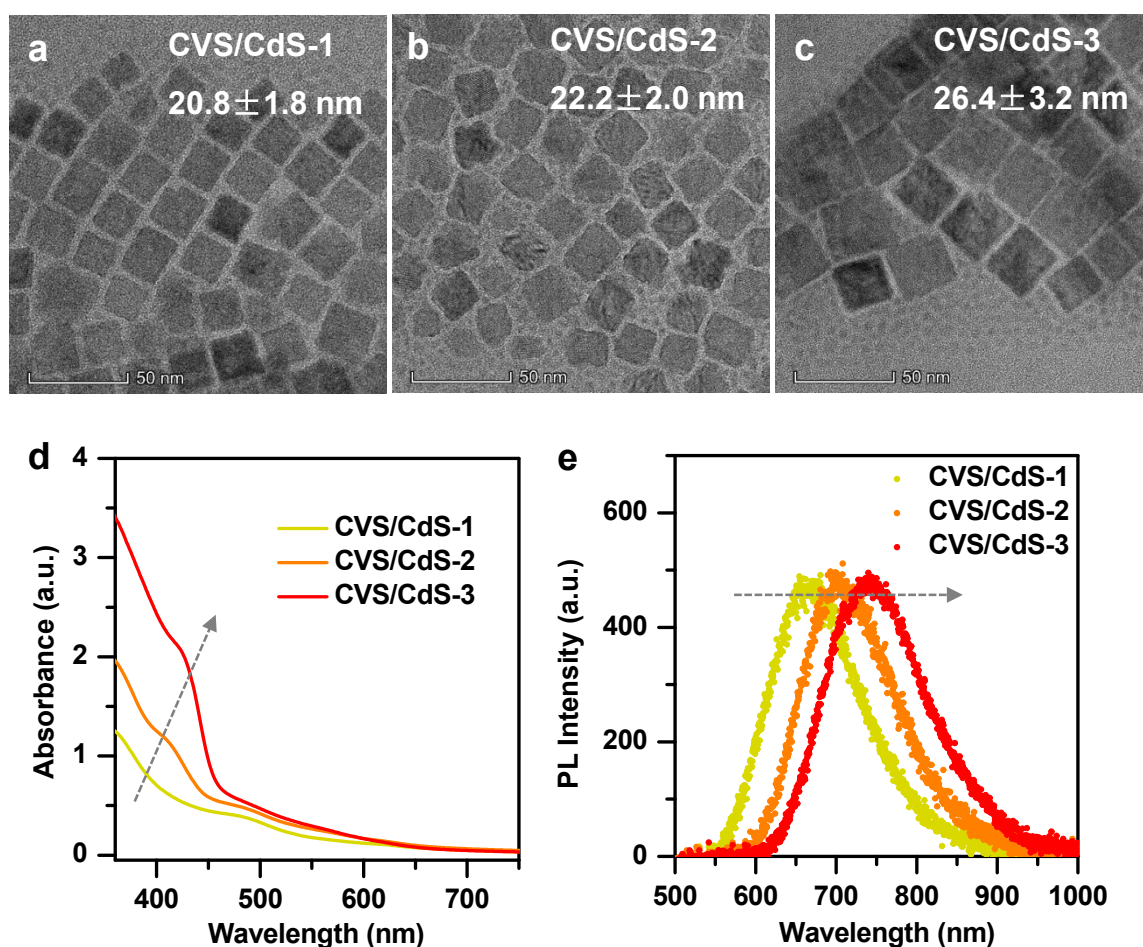 a
CVS/CdS-1
20.8±1.8 nm
50 nm
b
CVS/CdS-2
22.2±2.0 nm
50 nm
c
CVS/CdS-3
26.4±3.2 nm
50 nm
d
Absorbance (a.u.)
4
3
2
1
0
CVS/CdS-1
CVS/CdS-2
CVS/CdS-3
400 500 600 700
Wavelength (nm)
e
PL Intensity (a.u.)
600
400
200
0
CVS/CdS-1
CVS/CdS-2
CVS/CdS-3
500 600 700 800 900 1000
Wavelength (nm)